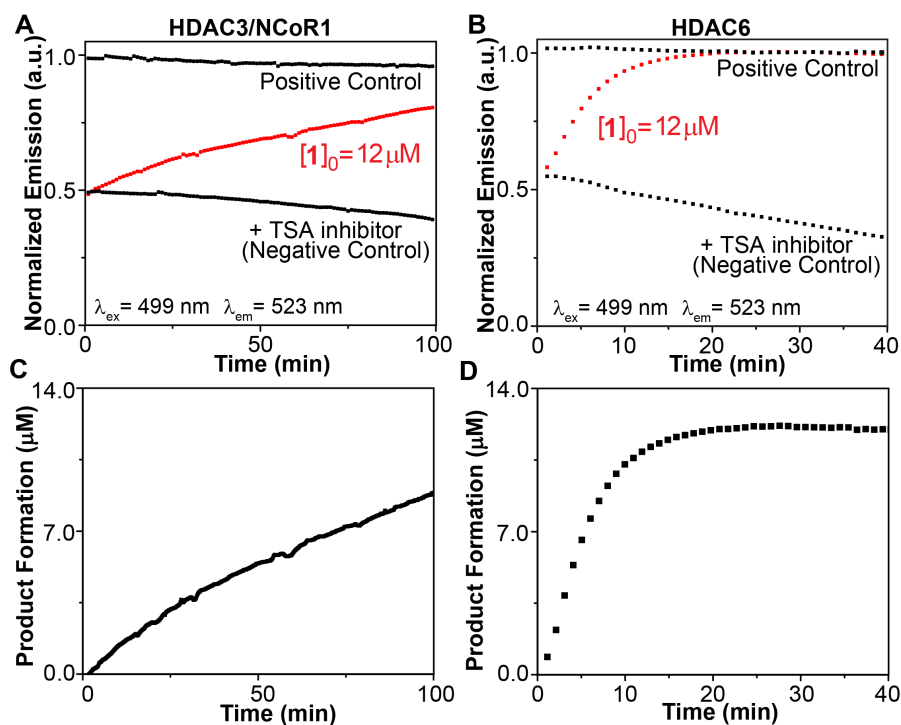 A
HDAC3/NCoR1
Normalized Emission (a.u.)
1.0
0.5
0.0
Positive Control
[1]₀= 12 μM
+ TSA inhibitor
(Negative Control)
λex= 499 nm λem= 523 nm
0 50 100
Time (min)
B
HDAC6
Normalized Emission (a.u.)
1.0
0.5
0.0
Positive Control
[1]₀= 12 μM
+ TSA inhibitor
(Negative Control)
λex= 499 nm λem= 523 nm
0 10 20 30 40
Time (min)
C
Product Formation (μM)
14.0
7.0
0.0
0 50 100
Time (min)
D
Product Formation (μM)
14.0
7.0
0.0
0 10 20 30 40
Time (min)